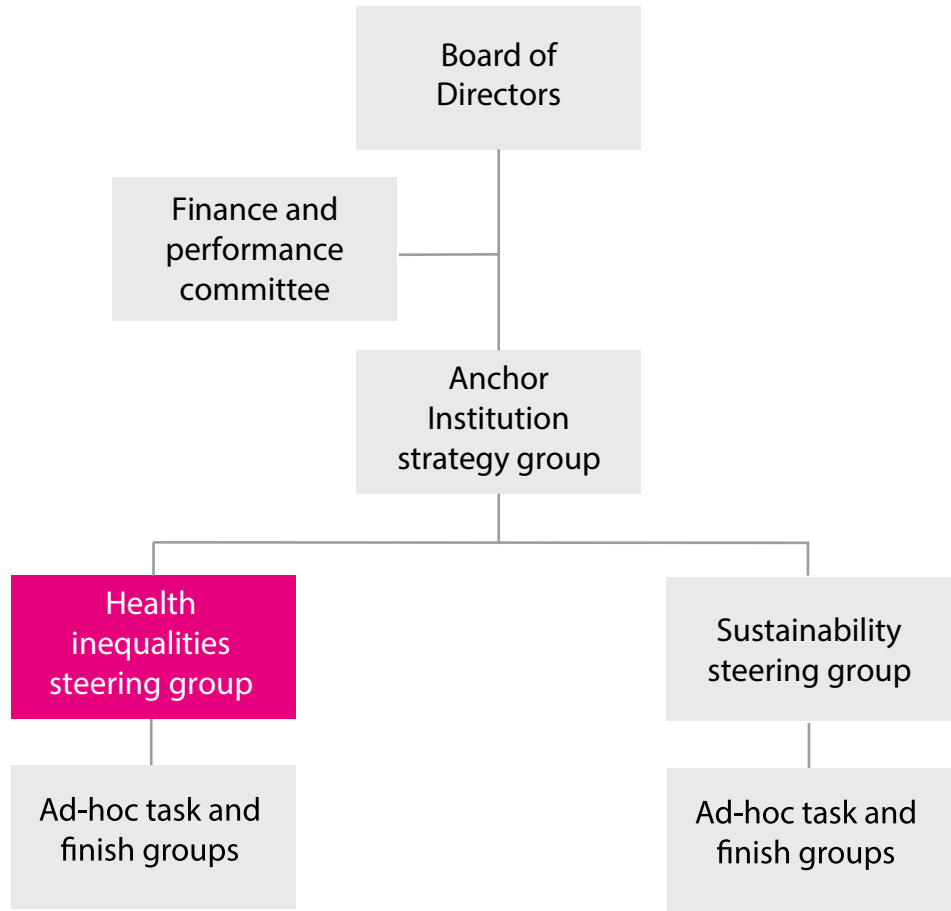 Board of
Directors
Finance and
performance
committee
Anchor
Institution
strategy group
Health
inequalities
steering group
Sustainability
steering group
Ad-hoc task and
finish groups
Ad-hoc task and
finish groups